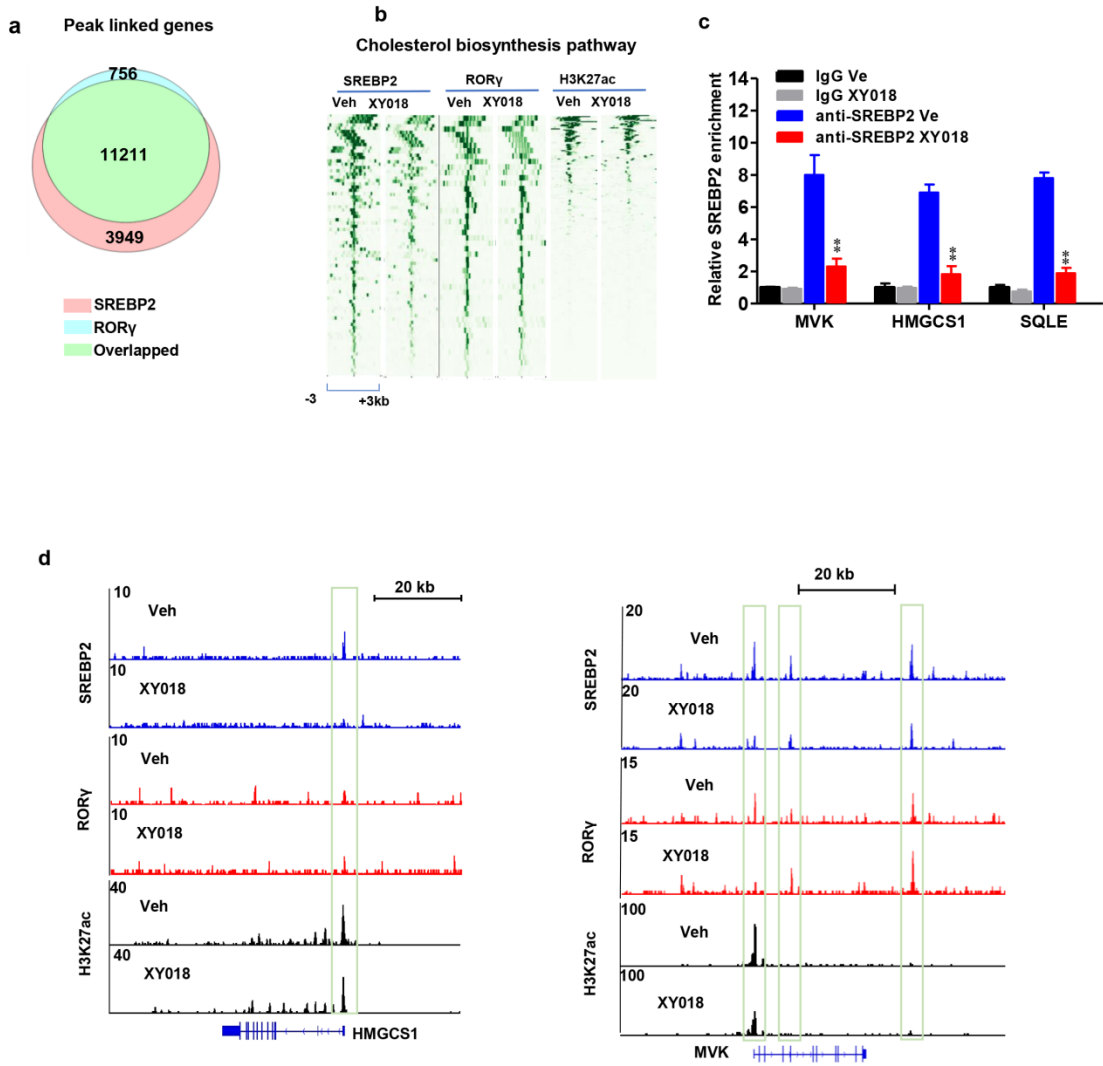 a
Peak linked genes
756
11211
3949
SREBP2
RORγ
Overlapped
b
Cholesterol biosynthesis pathway
SREBP2 RORγ H3K27ac
Veh XY018 Veh XY018 Veh XY018
-3 +3kb
c
Relative SREBP2 enrichment
14
12
10
8
6
4
2
0
IgG Ve
IgG XY018
anti-SREBP2 Ve
anti-SREBP2 XY018
** ** **
MVK HMGCS1 SQLE
d
20 kb
SREBP2
10 Veh
10 XY018
RORγ
10 Veh
10 XY018
H3K27ac
40 Veh
40 XY018
HMGCS1
20 kb
SREBP2
20 Veh
20 XY018
RORγ
15 Veh
15 XY018
H3K27ac
100 Veh
100 XY018
MVK